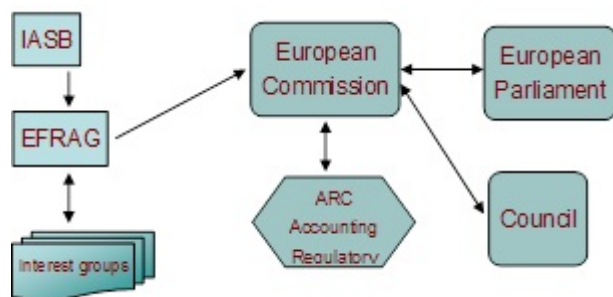 IASB
EFRAG
Interest groups
European
Commission
ARC
Accounting
Regulatory
European
Parliament
Council